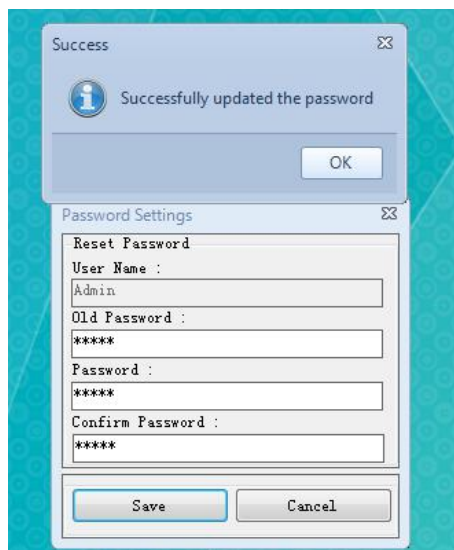 Success
Successfully updated the password
OK
Password Settings
Reset Password
User Name :
Admin
Old Password :
*****
Password :
*****
Confirm Password :
*****
Save Cancel